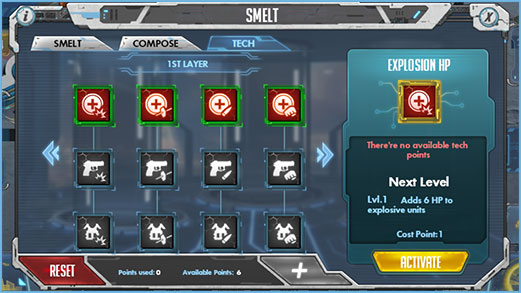 SMELT
SMELT
COMPOSE
TECH
1ST LAYER
EXPLOSION HP
There're no available tech
points
Next Level
Lvl.1 Adds 6 HP to
explosive units
Cost Point:1
RESET
Points used: 0
Available Points: 6
ACTIVATE